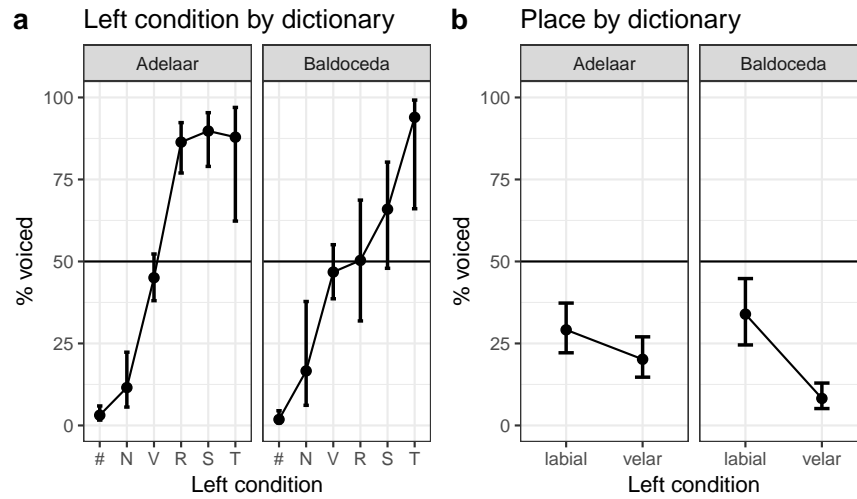 a Left condition by dictionary
Adelaar Baldoceda
% voiced
100
75
50
25
0
# N V R S T # N V R S T
Left condition
b Place by dictionary
Adelaar Baldoceda
% voiced
100
75
50
25
0
labial velar labial velar
Left condition